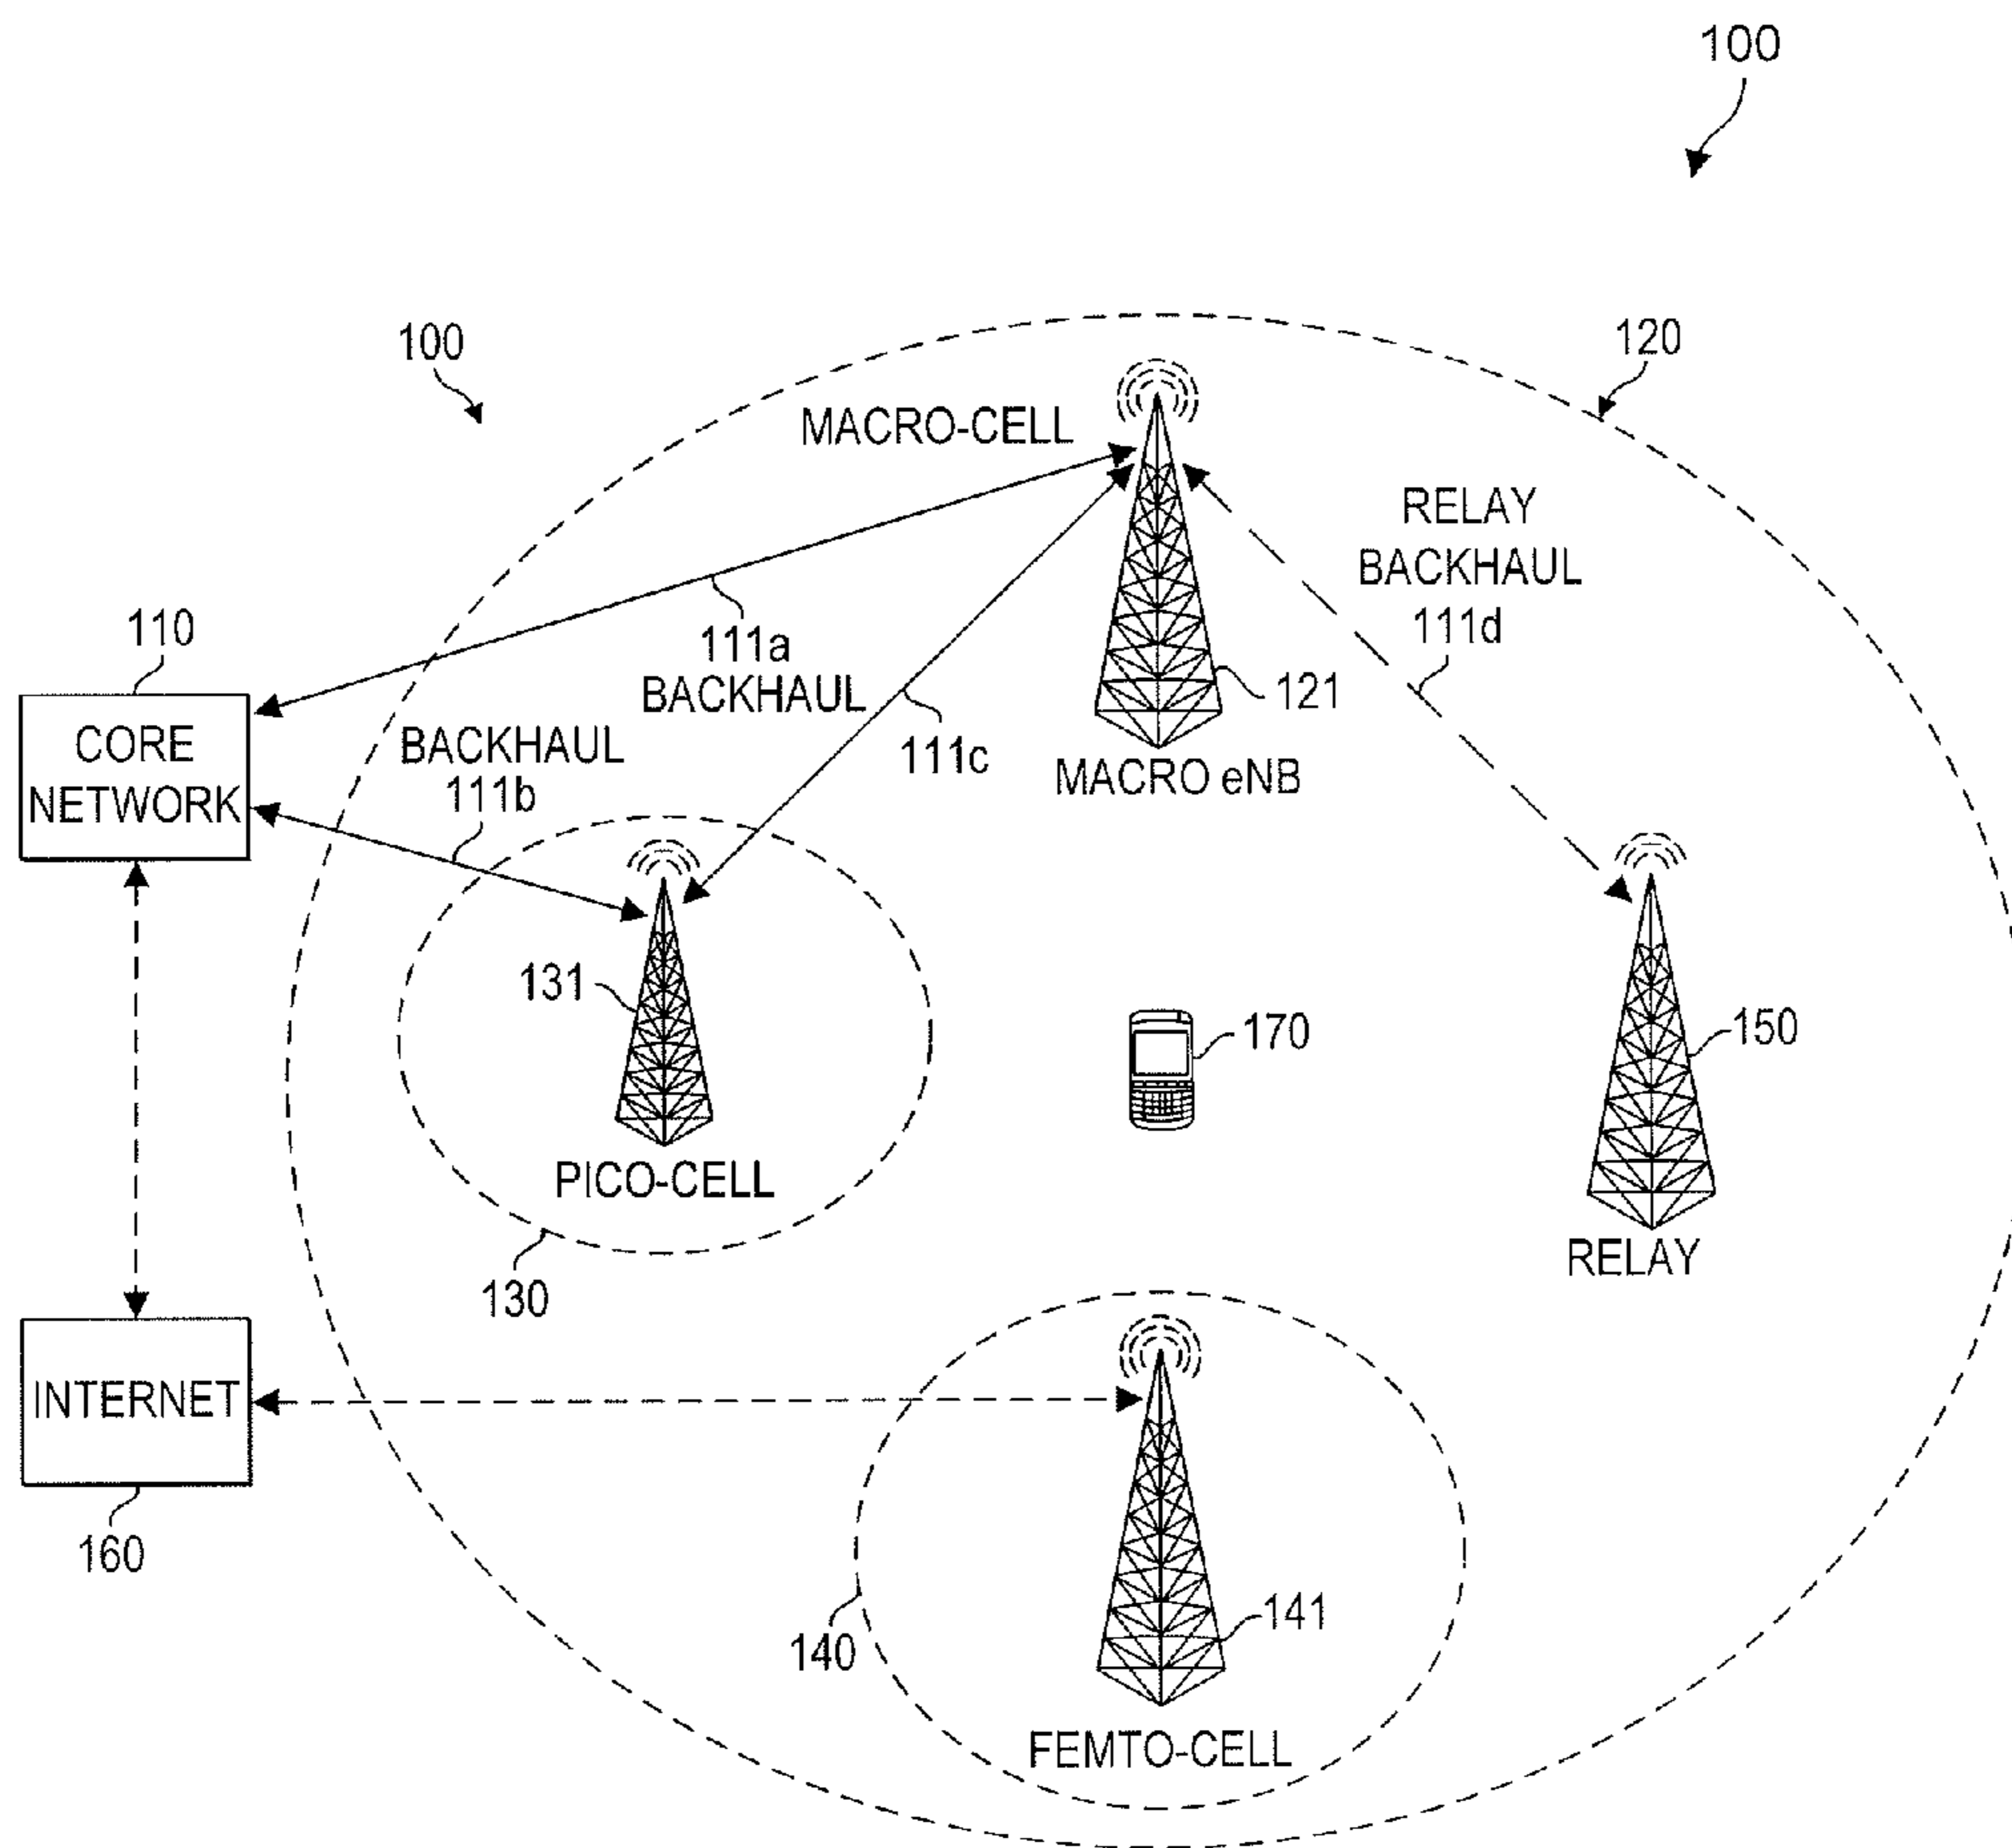 100
100
120
MACRO-CELL
RELAY
BACKHAUL
111d
110
111a
BACKHAUL
121
CORE
NETWORK
BACKHAUL
111b
111c
MACRO eNB
131
170
150
PICO-CELL
RELAY
130
INTERNET
160
140
141
FEMTO-CELL